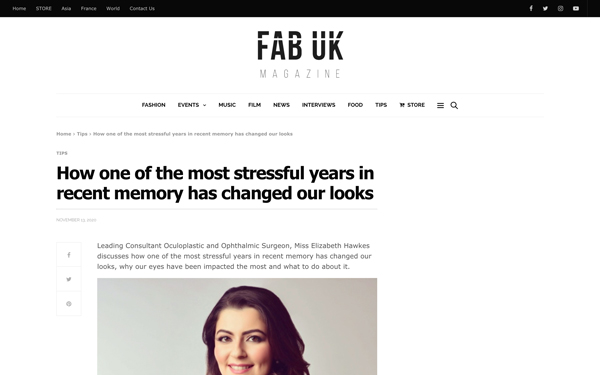 Home STORE Asia France World Contact Us
FAB UK
MAGAZINE
FASHION EVENTS MUSIC FILM NEWS INTERVIEWS FOOD TIPS STORE
Home › Tips › How one of the most stressful years in recent memory has changed our looks
TIPS
How one of the most stressful years in
recent memory has changed our looks
Leading Consultant Oculoplastic and Ophthalmic Surgeon, Miss Elizabeth Hawkes
discusses how one of the most stressful years in recent memory has changed our
looks, why our eyes have been impacted the most and what to do about it.